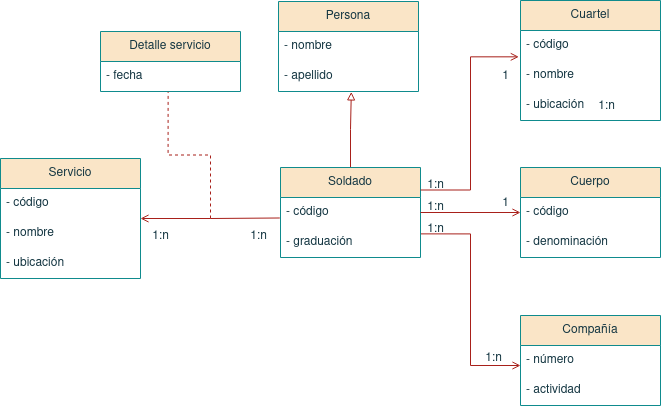 Persona
- nombre
- apellido
Detalle servicio
- fecha
Cuartel
- código
- nombre
- ubicación 1:n
1
Servicio
- código
- nombre
- ubicación
1:n
1:n
Soldado
- código
- graduación
1:n
1:n
1:n
1
Cuerpo
- código
- denominación
1:n
Compañía
- número
- actividad